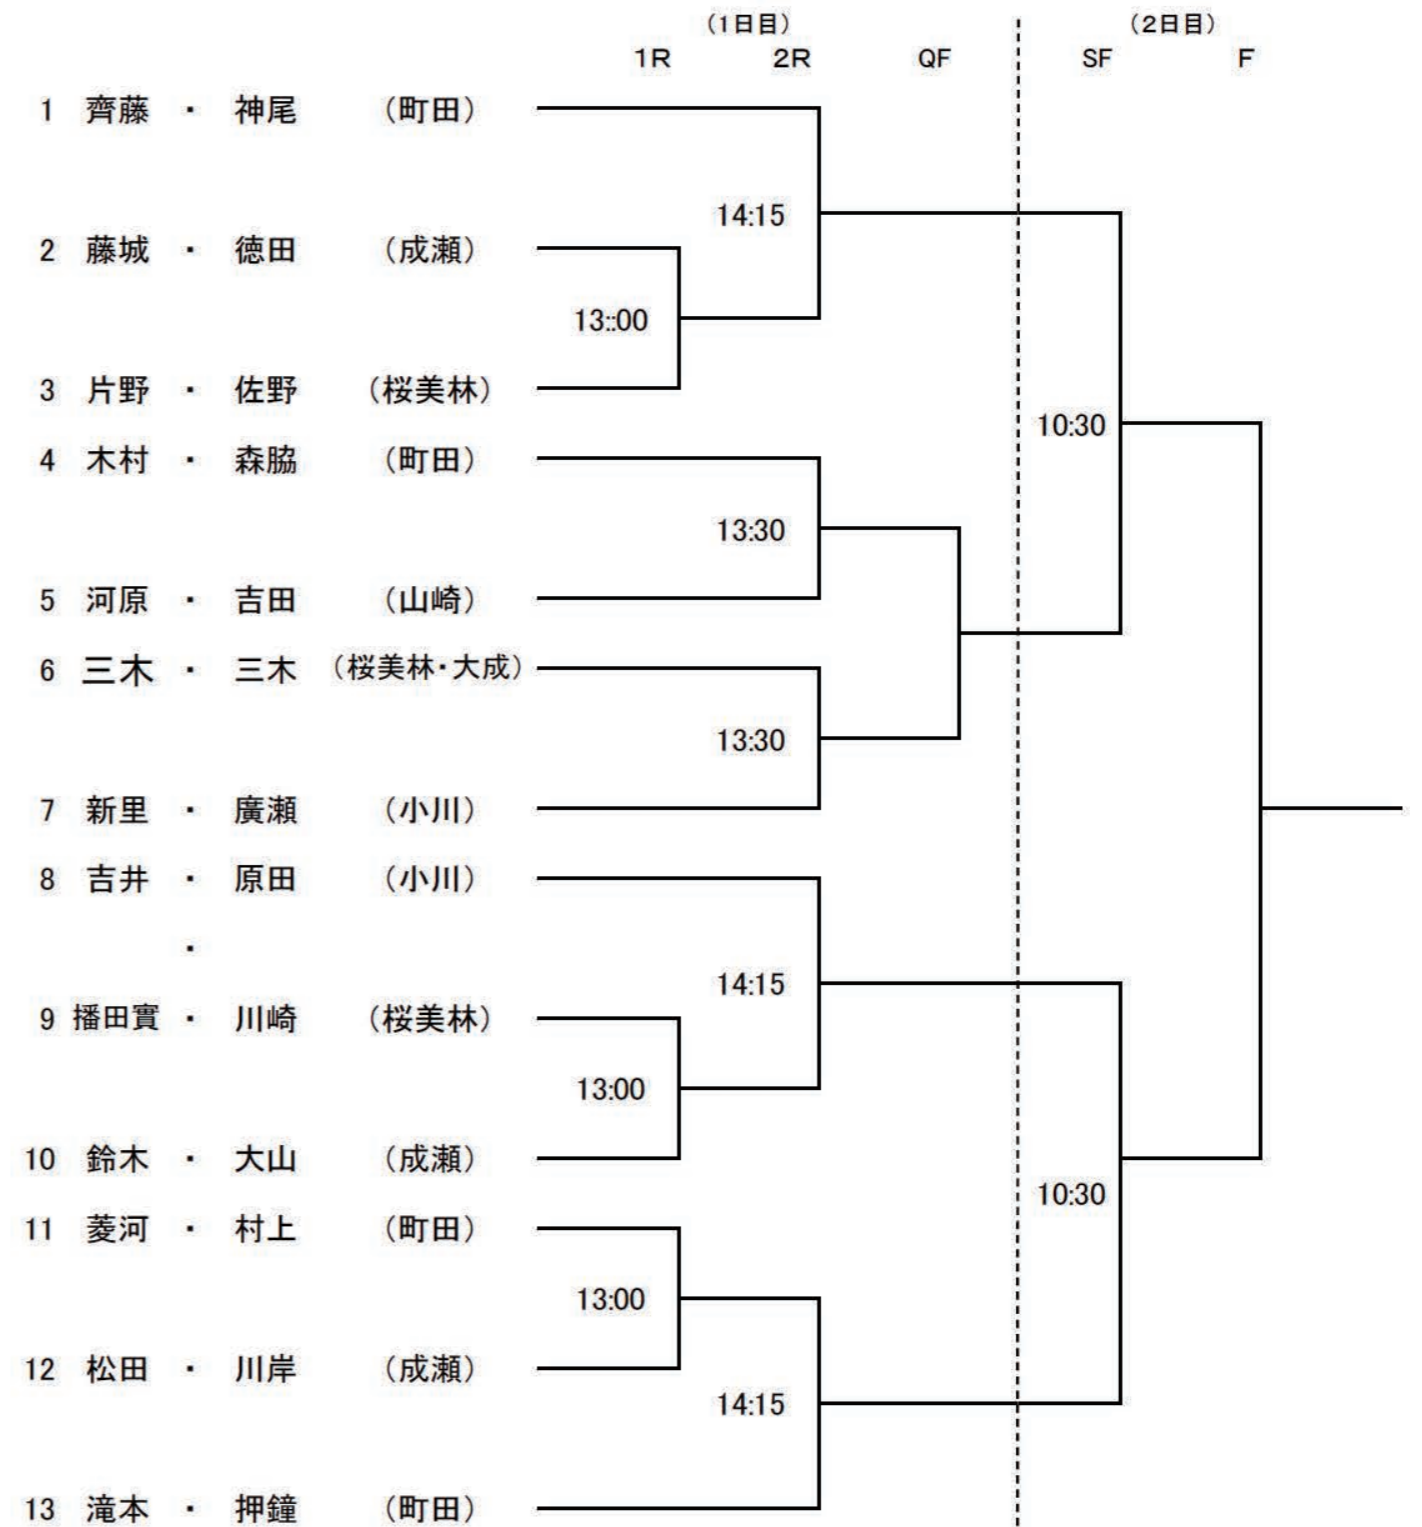 （1日目） （2日目）
1R 2R QF SF F
1 齊藤 ・ 神尾 （町田）
14:15
2 藤城 ・ 徳田 （成瀬）
13::00
3 片野 ・ 佐野 （桜美林）
10:30
4 木村 ・ 森脇 （町田）
13:30
5 河原 ・ 吉田 （山崎）
6 三木 ・ 三木 （桜美林・大成）
13:30
7 新里 ・ 廣瀬 （小川）
8 吉井 ・ 原田 （小川）
・
14:15
9 播田實 ・ 川崎 （桜美林）
13:00
10 鈴木 ・ 大山 （成瀬）
10:30
11 菱河 ・ 村上 （町田）
13:00
12 松田 ・ 川岸 （成瀬）
14:15
13 滝本 ・ 押鐘 （町田）